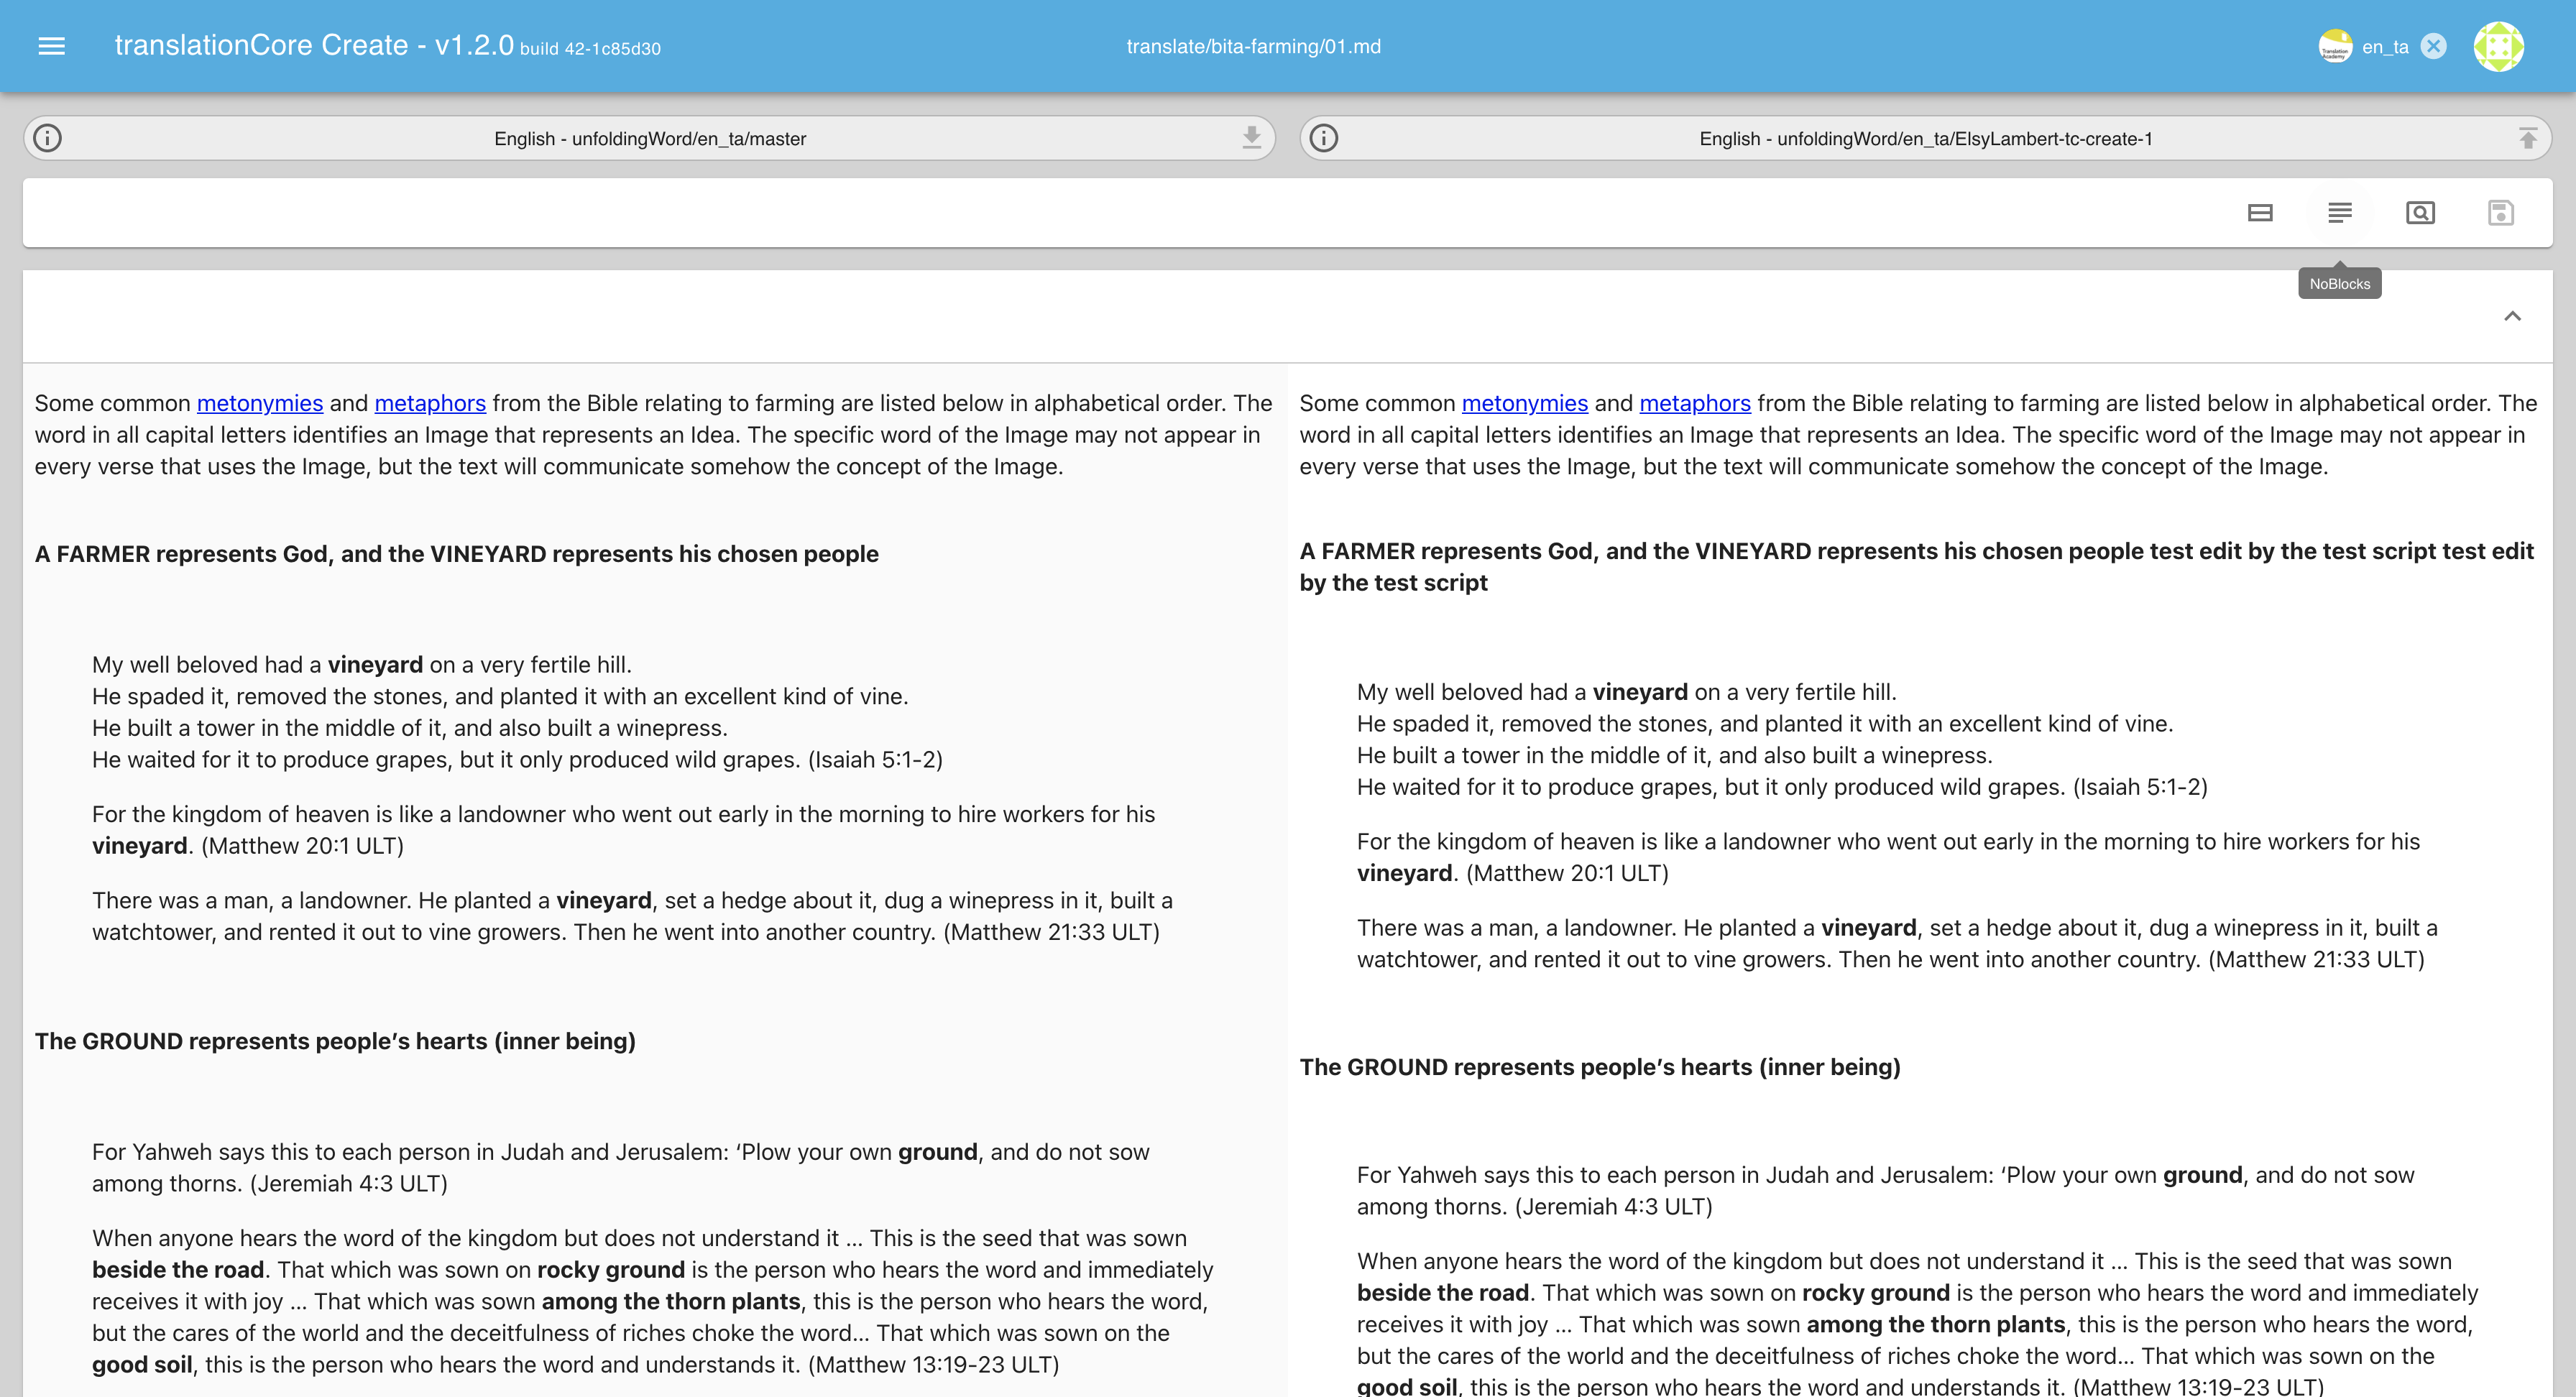 translationCore Create - v1.2.0 build 42-1c85d30
translate/bita-farming/01.md
Translation
Academy
en_ta
English - unfoldingWord/en_ta/master
English - unfoldingWord/en_ta/ElsyLambert-tc-create-1
NoBlocks
Some common metonymies and metaphors from the Bible relating to farming are listed below in alphabetical order. The
word in all capital letters identifies an Image that represents an Idea. The specific word of the Image may not appear in
every verse that uses the Image, but the text will communicate somehow the concept of the Image.
A FARMER represents God, and the VINEYARD represents his chosen people
My well beloved had a vineyard on a very fertile hill.
He spaded it, removed the stones, and planted it with an excellent kind of vine.
He built a tower in the middle of it, and also built a winepress.
He waited for it to produce grapes, but it only produced wild grapes. (Isaiah 5:1-2)
For the kingdom of heaven is like a landowner who went out early in the morning to hire workers for his
vineyard. (Matthew 20:1 ULT)
There was a man, a landowner. He planted a vineyard, set a hedge about it, dug a winepress in it, built a
watchtower, and rented it out to vine growers. Then he went into another country. (Matthew 21:33 ULT)
The GROUND represents people’s hearts (inner being)
For Yahweh says this to each person in Judah and Jerusalem: ‘Plow your own ground, and do not sow
among thorns. (Jeremiah 4:3 ULT)
When anyone hears the word of the kingdom but does not understand it ... This is the seed that was sown
beside the road. That which was sown on rocky ground is the person who hears the word and immediately
receives it with joy ... That which was sown among the thorn plants, this is the person who hears the word,
but the cares of the world and the deceitfulness of riches choke the word... That which was sown on the
good soil, this is the person who hears the word and understands it. (Matthew 13:19-23 ULT)
Some common metonymies and metaphors from the Bible relating to farming are listed below in alphabetical order. The
word in all capital letters identifies an Image that represents an Idea. The specific word of the Image may not appear in
every verse that uses the Image, but the text will communicate somehow the concept of the Image.
A FARMER represents God, and the VINEYARD represents his chosen people test edit by the test script test edit
by the test script
My well beloved had a vineyard on a very fertile hill.
He spaded it, removed the stones, and planted it with an excellent kind of vine.
He built a tower in the middle of it, and also built a winepress.
He waited for it to produce grapes, but it only produced wild grapes. (Isaiah 5:1-2)
For the kingdom of heaven is like a landowner who went out early in the morning to hire workers for his
vineyard. (Matthew 20:1 ULT)
There was a man, a landowner. He planted a vineyard, set a hedge about it, dug a winepress in it, built a
watchtower, and rented it out to vine growers. Then he went into another country. (Matthew 21:33 ULT)
The GROUND represents people’s hearts (inner being)
For Yahweh says this to each person in Judah and Jerusalem: ‘Plow your own ground, and do not sow
among thorns. (Jeremiah 4:3 ULT)
When anyone hears the word of the kingdom but does not understand it ... This is the seed that was sown
beside the road. That which was sown on rocky ground is the person who hears the word and immediately
receives it with joy ... That which was sown among the thorn plants, this is the person who hears the word,
but the cares of the world and the deceitfulness of riches choke the word... That which was sown on the
good soil, this is the person who hears the word and understands it. (Matthew 13:19-23 ULT)